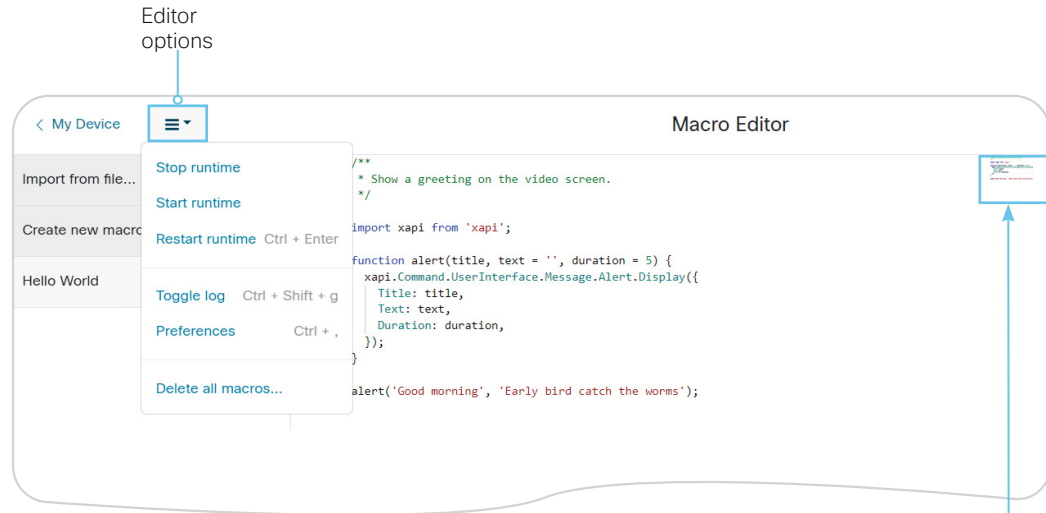 Editor
options
< My Device
Macro Editor
Import from file...
Create new macro
Hello World
Stop runtime
Start runtime
Restart runtime Ctrl + Enter
Toggle log Ctrl + Shift + g
Preferences Ctrl + ,
Delete all macros...
/**
* Show a greeting on the video screen.
*/
import xapi from 'xapi';
function alert(title, text = '', duration = 5) {
xapi.Command.UserInterface.Message.Alert.Display({
Title: title,
Text: text,
Duration: duration,
});
}
alert('Good morning', 'Early bird catch the worms');